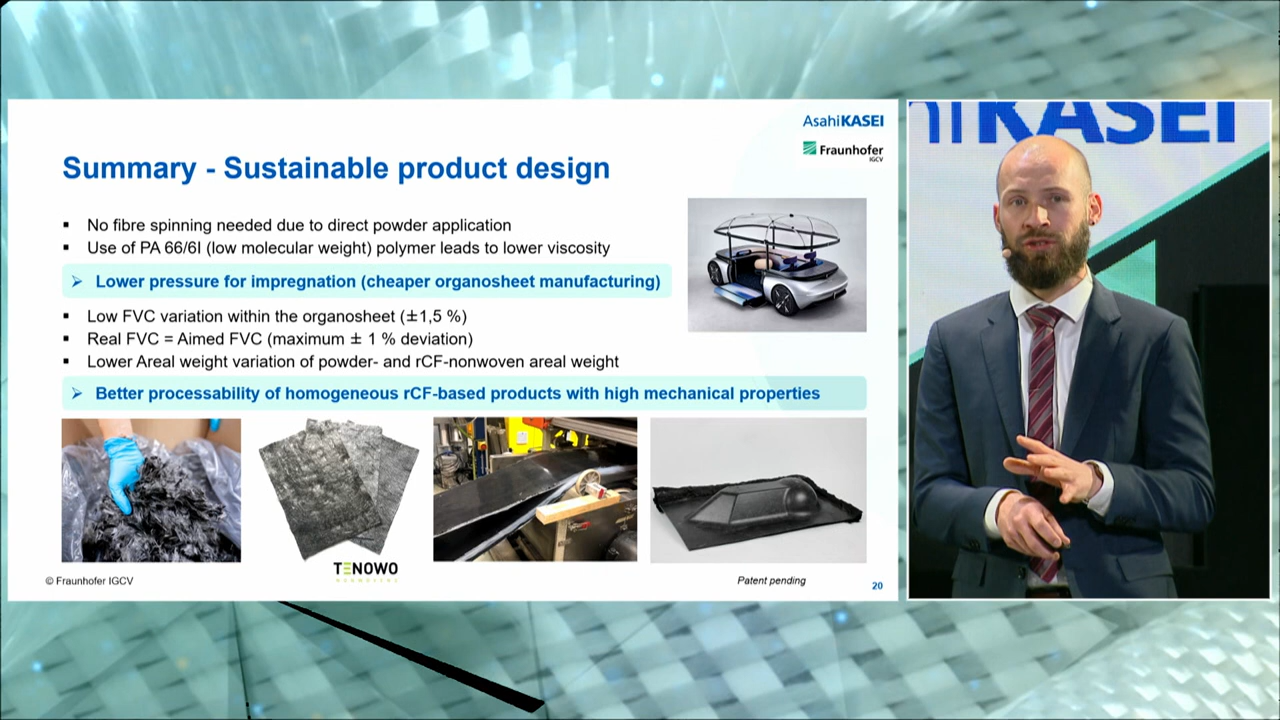 AsahiKASEI
Fraunhofer
IGCV
Summary - Sustainable product design
▪ No fibre spinning needed due to direct powder application
▪ Use of PA 66/6I (low molecular weight) polymer leads to lower viscosity
➢ Lower pressure for impregnation (cheaper organosheet manufacturing)
▪ Low FVC variation within the organosheet (±1,5 %)
▪ Real FVC = Aimed FVC (maximum ± 1 % deviation)
▪ Lower Areal weight variation of powder- and rCF-nonwoven areal weight
➢ Better processability of homogeneous rCF-based products with high mechanical properties
TENOWO
NONWOVENS
© Fraunhofer IGCV
Patent pending
20
hi KASEI